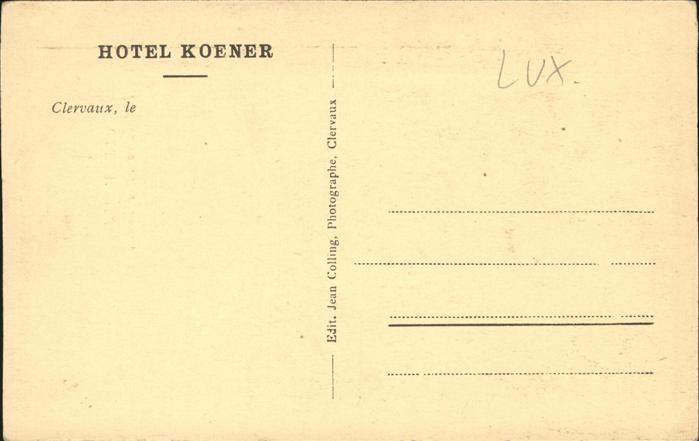 HOTEL KOENER
Clervaux, le
Edit. Jean Colling, Photographe, Clervaux
LUX.